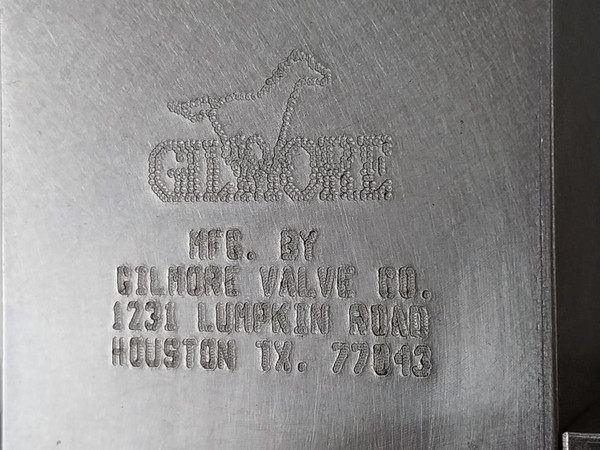 GILMORE
MFG. BY
GILMORE VALVE CO.
1231 LUMPKIN ROAD
HOUSTON TX. 77043